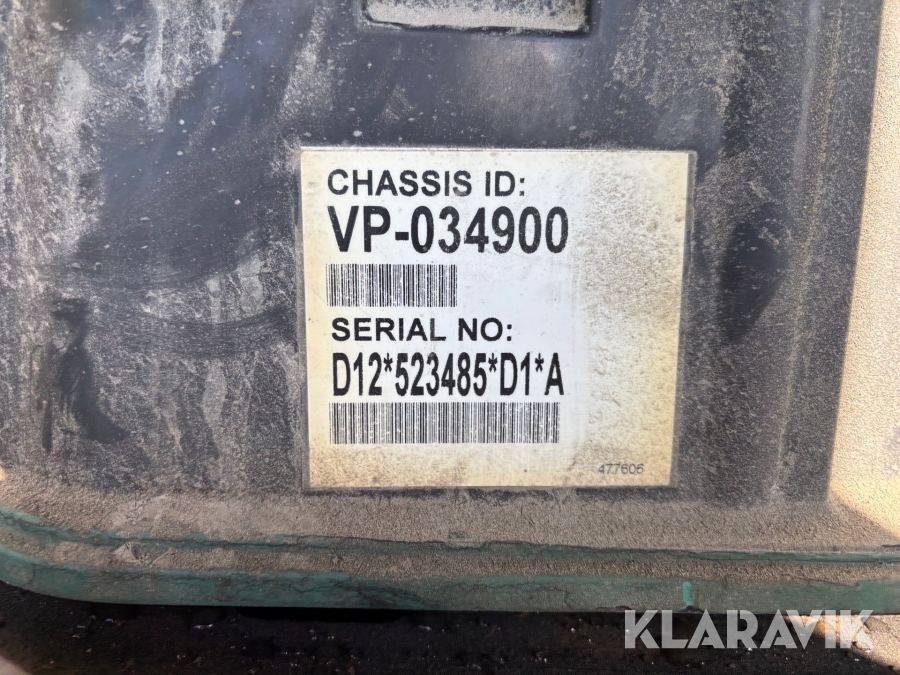 CHASSIS ID:
VP-034900
SERIAL NO:
D12*523485*D1*A
477606
KLARAVIK